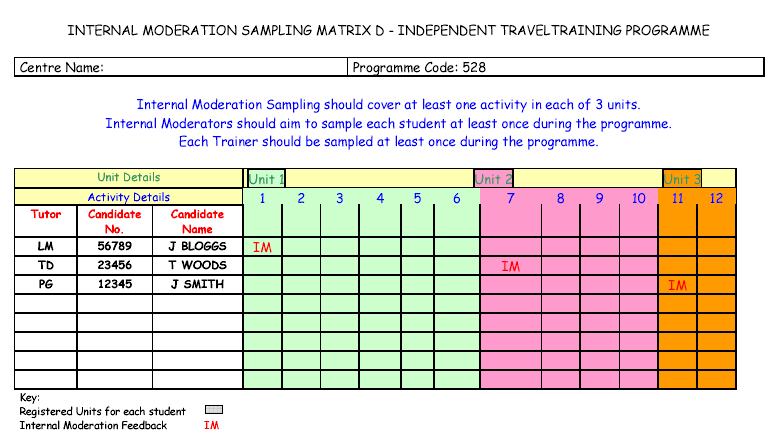 INTERNAL MODERATION SAMPLING MATRIX D - INDEPENDENT TRAVELTRAINING PROGRAMME
Centre Name: Programme Code: 528
Internal Moderation Sampling should cover at least one activity in each of 3 units.
Internal Moderators should aim to sample each student at least once during the programme.
Each Trainer should be sampled at least once during the programme.
Unit Details Unit 1 Unit 2 Unit 3
Activity Details 1 2 3 4 5 6 7 8 9 10 11 12
Tutor Candidate No. Candidate Name
LM 56789 J BLOGGS IM
TD 23456 T WOODS IM
PG 12345 J SMITH IM
Key:
Registered Units for each student
Internal Moderation Feedback IM